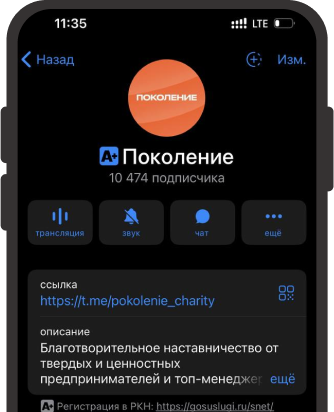 11:35
LTE
Назад
Изм.
ПОКОЛЕНИЕ
A+ Поколение
10 474 подписчика
трансляция
звук
чат
ещё
ссылка
https://t.me/pokolenie_charity
описание
Благотворительное наставничество от
твердых и ценностных
предпринимателей и топ-менеджер ещё
A+ Регистрация в РКН: https://gosuslugi.ru/snet/